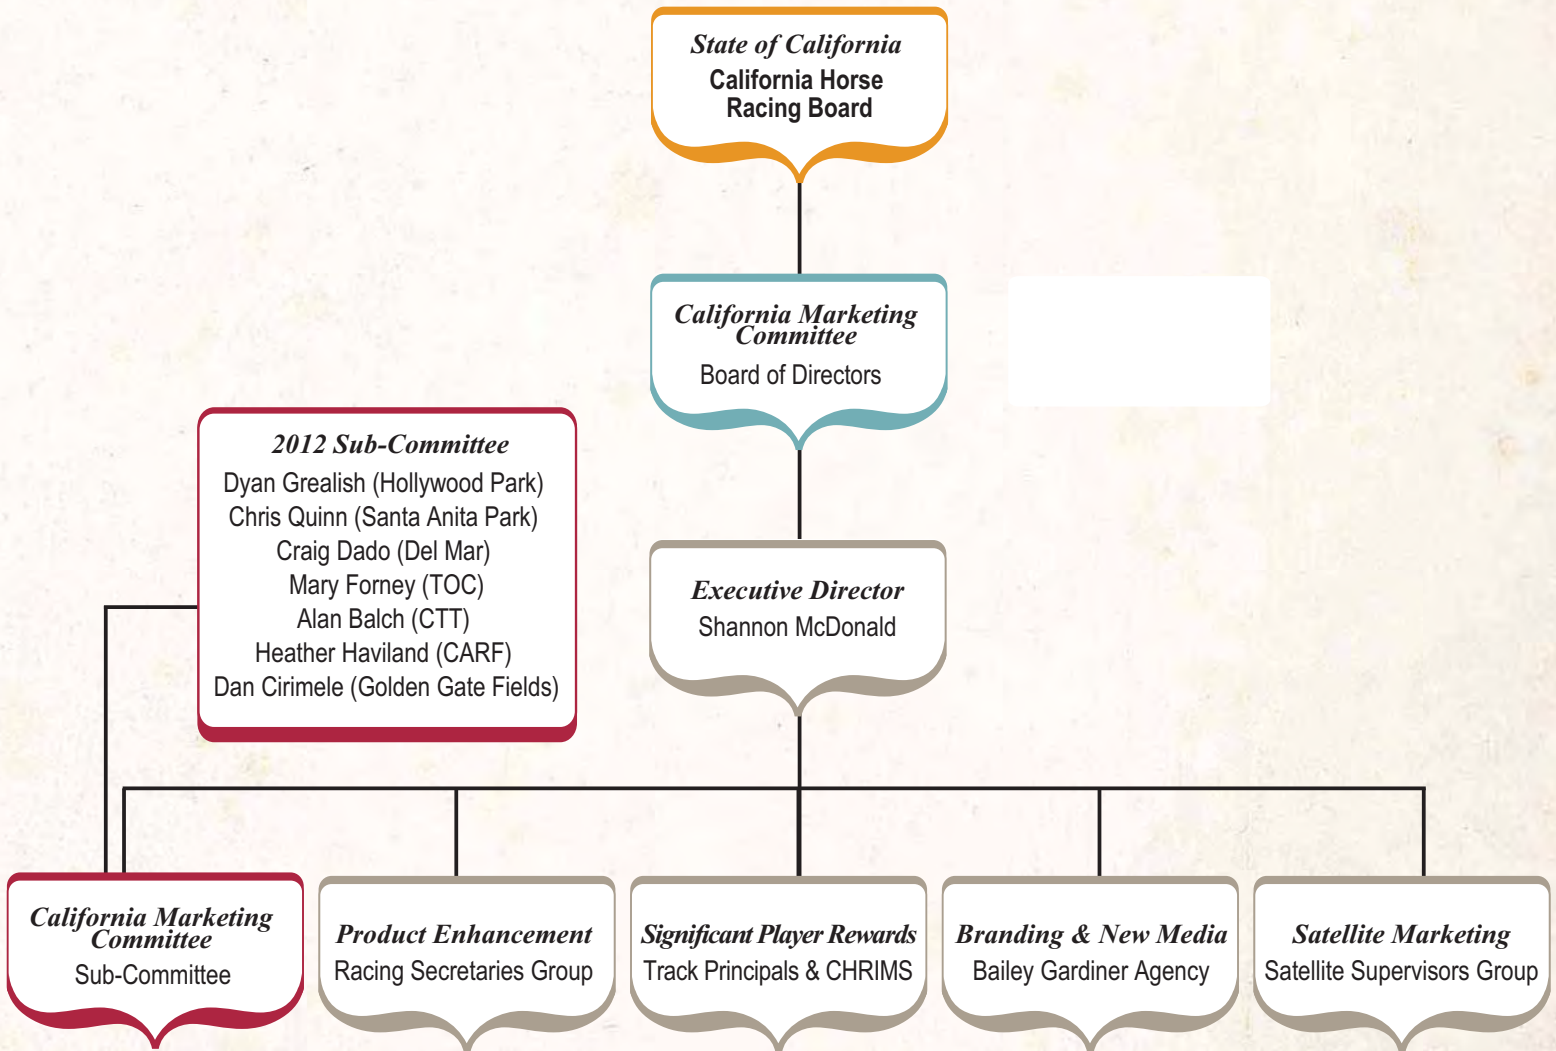 State of California
California Horse
Racing Board
California Marketing
Committee
Board of Directors
2012 Sub-Committee
Dyan Grealish (Hollywood Park)
Chris Quinn (Santa Anita Park)
Craig Dado (Del Mar)
Mary Forney (TOC)
Alan Balch (CTT)
Heather Haviland (CARF)
Dan Cirimele (Golden Gate Fields)
Executive Director
Shannon McDonald
California Marketing
Committee
Sub-Committee
Product Enhancement
Racing Secretaries Group
Significant Player Rewards
Track Principals & CHRIMS
Branding & New Media
Bailey Gardiner Agency
Satellite Marketing
Satellite Supervisors Group